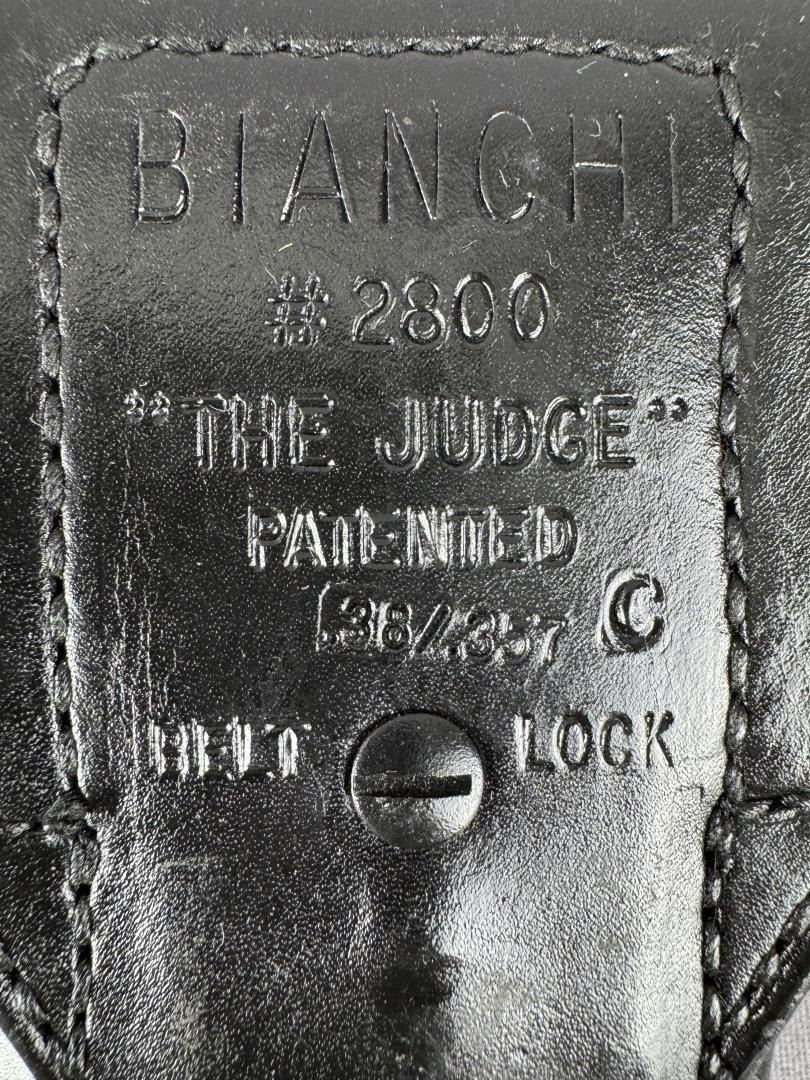 BIANCHI
#2800
"THE JUDGE"
PATENTED
.38/.357 C
BELT LOCK